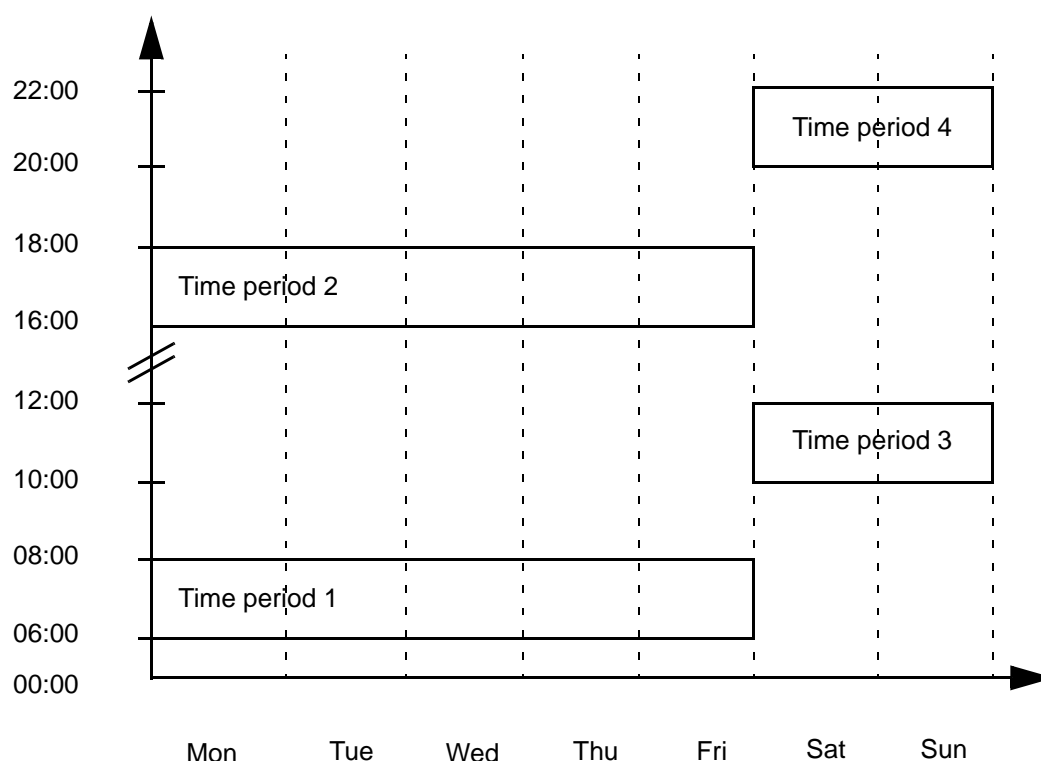 22:00
Time period 4
20:00
18:00
Time period 2
16:00
12:00
Time period 3
10:00
08:00
Time period 1
06:00
00:00
Mon Tue Wed Thu Fri Sat Sun